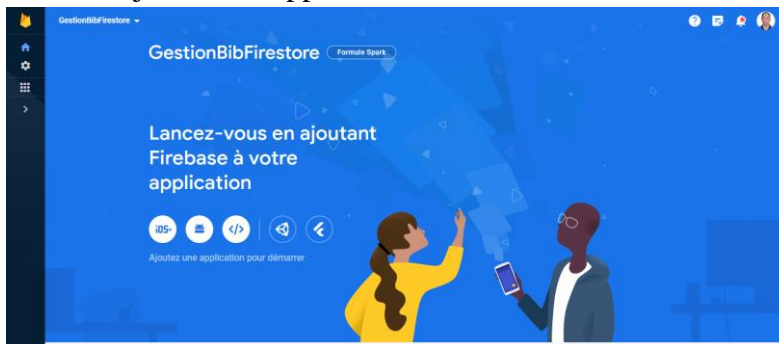 GestionBibFirestore
GestionBibFirestore Formule Spark
Lancez-vous en ajoutant
Firebase à votre
application
iOS+
Ajoutez une application pour démarrer